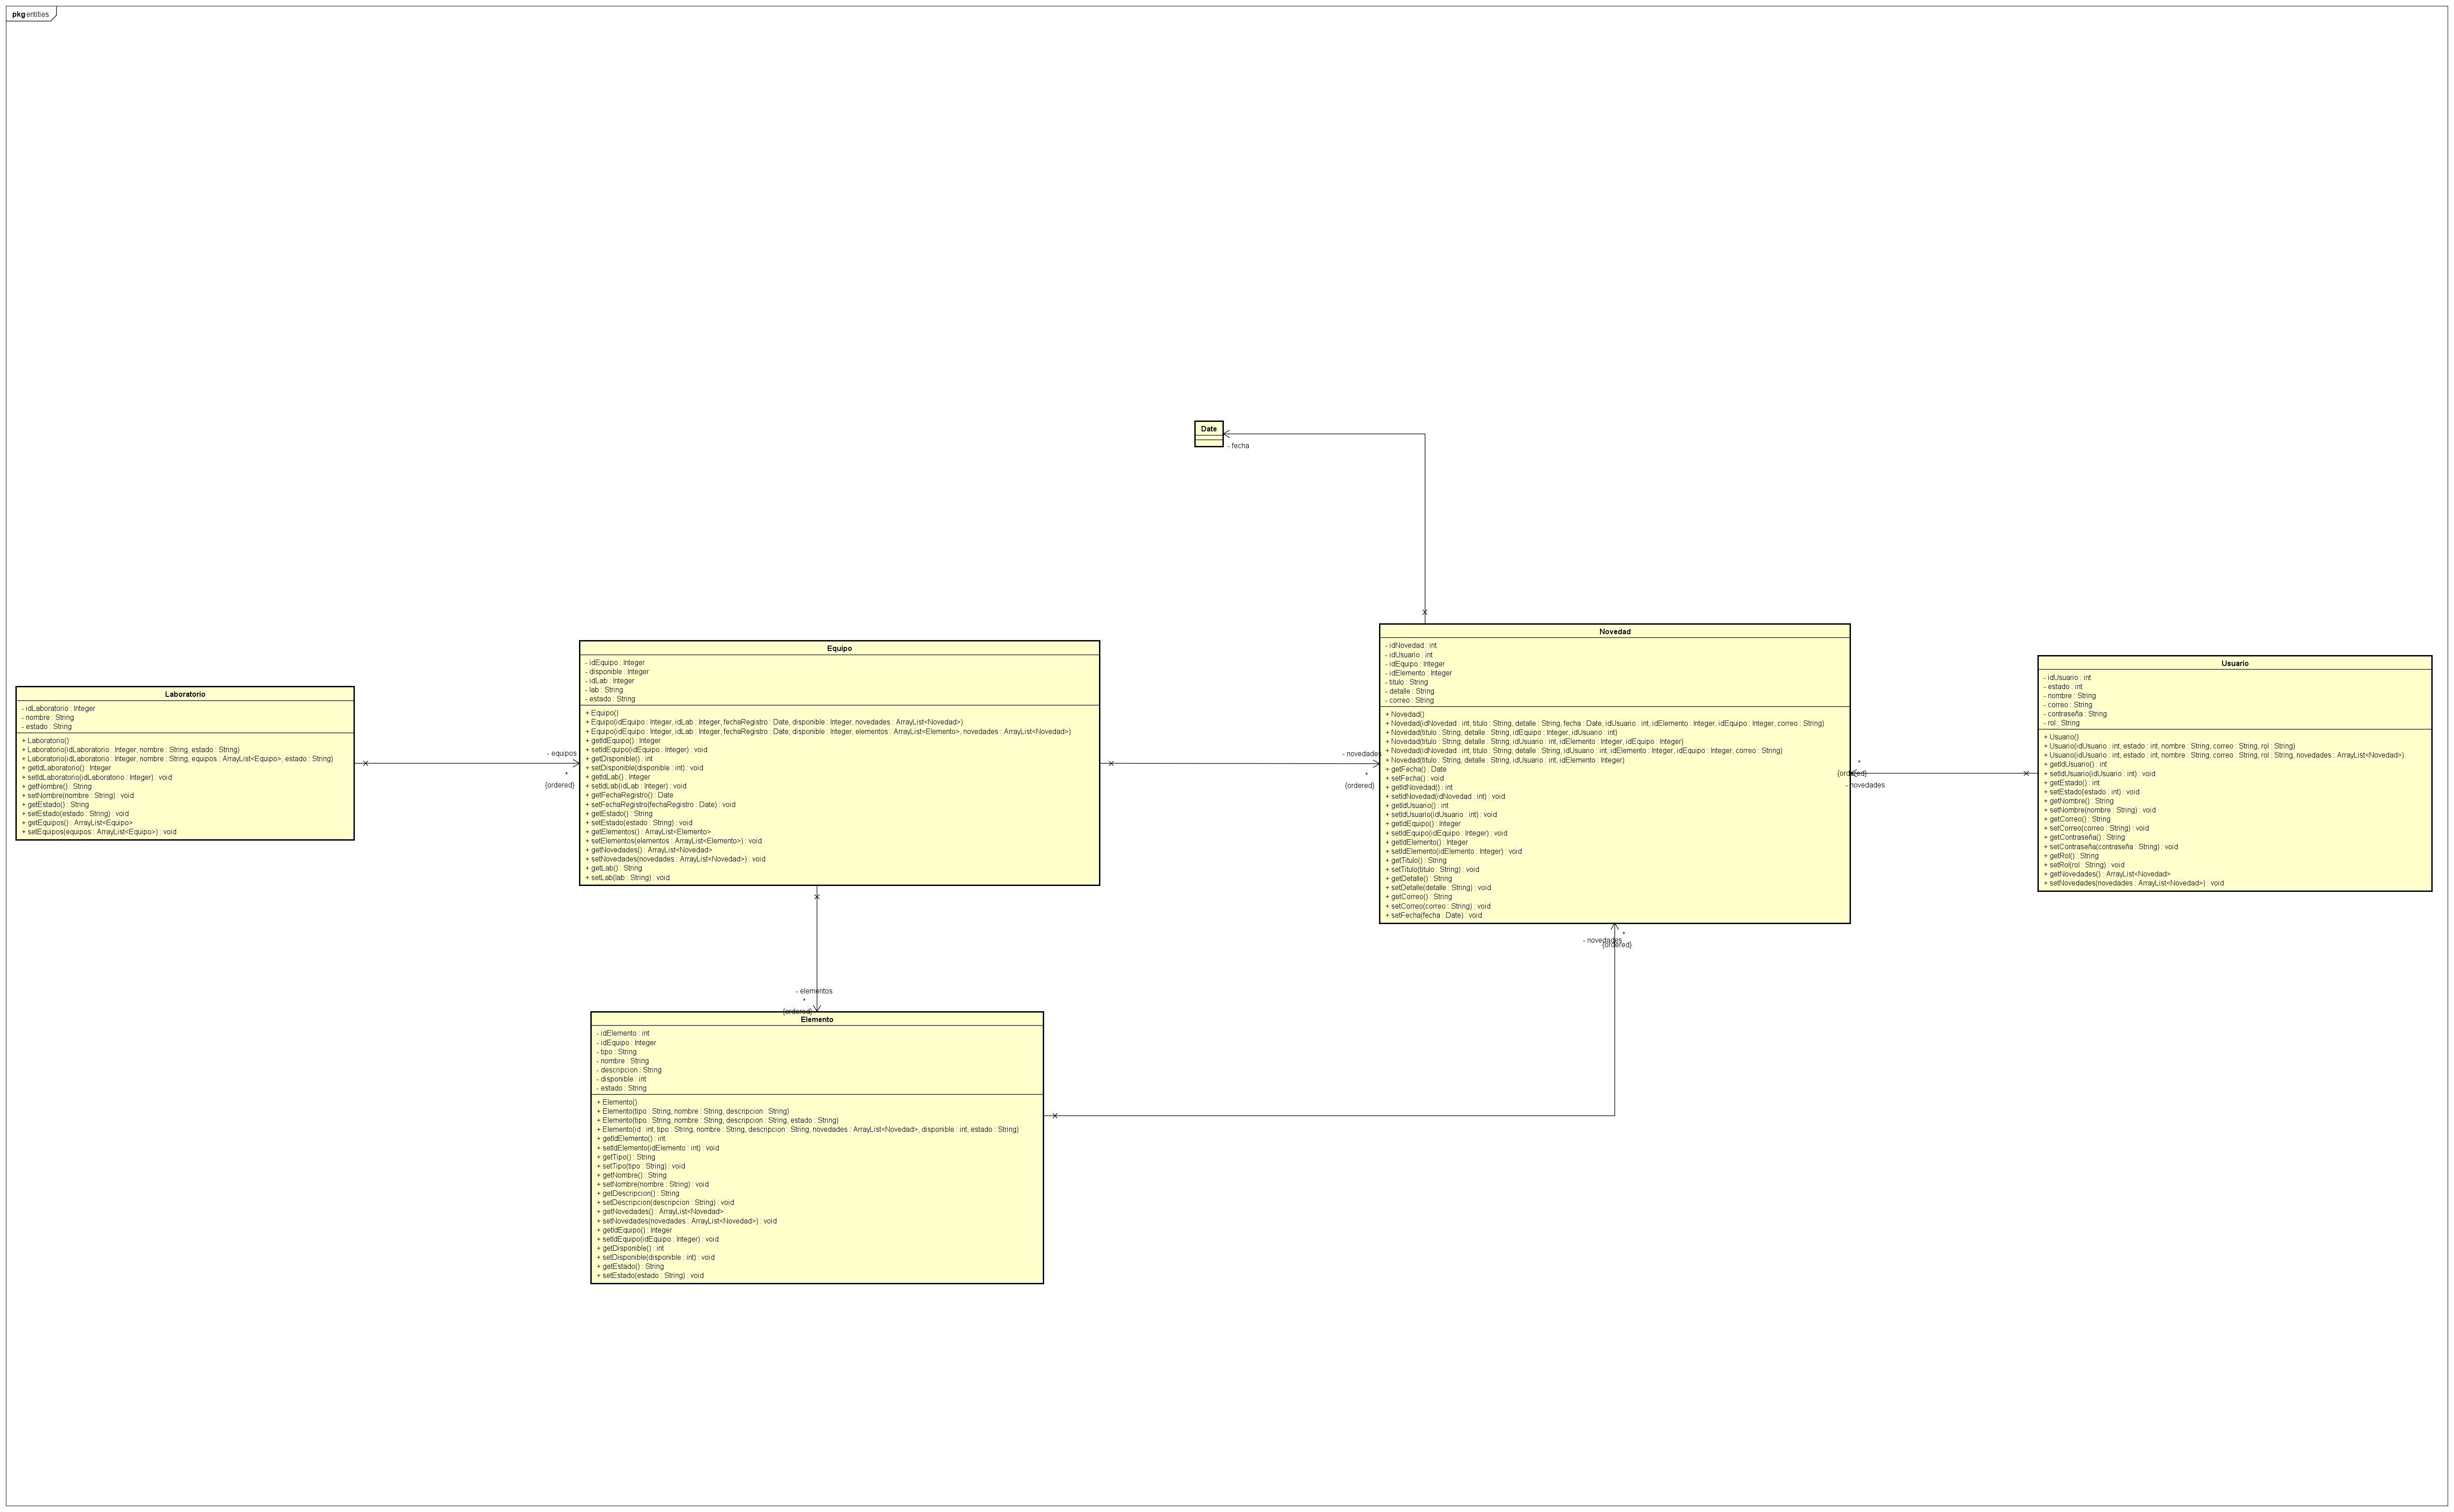 pkg entities
Date
- fecha
Laboratorio
- idLaboratorio : Integer
- nombre : String
- estado : String
+ Laboratorio()
+ Laboratorio(idLaboratorio : Integer, nombre : String, estado : String)
+ Laboratorio(idLaboratorio : Integer, nombre : String, equipos : ArrayList<Equipo>, estado : String)
+ getIdLaboratorio() : Integer
+ setIdLaboratorio(idLaboratorio : Integer) : void
+ getNombre() : String
+ setNombre(nombre : String) : void
+ getEstado() : String
+ setEstado(estado : String) : void
+ getEquipos() : ArrayList<Equipo>
+ setEquipos(equipos : ArrayList<Equipo>) : void
- equipos
*
{ordered}
Equipo
- idEquipo : Integer
- disponible : Integer
- idLab : Integer
- lab : String
- estado : String
+ Equipo()
+ Equipo(idEquipo : Integer, idLab : Integer, fechaRegistro : Date, disponible : Integer, novedades : ArrayList<Novedad>)
+ Equipo(idEquipo : Integer, idLab : Integer, fechaRegistro : Date, disponible : Integer, elementos : ArrayList<Elemento>, novedades : ArrayList<Novedad>)
+ getIdEquipo() : Integer
+ setIdEquipo(idEquipo : Integer) : void
+ getDisponible() : int
+ setDisponible(disponible : int) : void
+ getIdLab() : Integer
+ setIdLab(idLab : Integer) : void
+ getFechaRegistro() : Date
+ setFechaRegistro(fechaRegistro : Date) : void
+ getEstado() : String
+ setEstado(estado : String) : void
+ getElementos() : ArrayList<Elemento>
+ setElementos(elementos : ArrayList<Elemento>) : void
+ getNovedades() : ArrayList<Novedad>
+ setNovedades(novedades : ArrayList<Novedad>) : void
+ getLab() : String
+ setLab(lab : String) : void
- novedades
*
{ordered}
Novedad
- idNovedad : int
- idUsuario : int
- idEquipo : Integer
- idElemento : Integer
- titulo : String
- detalle : String
- correo : String
+ Novedad()
+ Novedad(idNovedad : int, titulo : String, detalle : String, fecha : Date, idUsuario : int, idElemento : Integer, idEquipo : Integer, correo : String)
+ Novedad(titulo : String, detalle : String, idEquipo : Integer, idUsuario : int)
+ Novedad(titulo : String, detalle : String, idUsuario : int, idElemento : Integer, idEquipo : Integer)
+ Novedad(idNovedad : int, titulo : String, detalle : String, idUsuario : int, idElemento : Integer, idEquipo : Integer, correo : String)
+ Novedad(titulo : String, detalle : String, idUsuario : int, idElemento : Integer)
+ getFecha() : Date
+ setFecha() : void
+ getIdNovedad() : int
+ setIdNovedad(idNovedad : int) : void
+ getIdUsuario() : int
+ setIdUsuario(idUsuario : int) : void
+ getIdEquipo() : Integer
+ setIdEquipo(idEquipo : Integer) : void
+ getIdElemento() : Integer
+ setIdElemento(idElemento : Integer) : void
+ getTitulo() : String
+ setTitulo(titulo : String) : void
+ getDetalle() : String
+ setDetalle(detalle : String) : void
+ getCorreo() : String
+ setCorreo(correo : String) : void
+ setFecha(fecha : Date) : void
*
{ordered}
- novedades
Usuario
- idUsuario : int
- estado : int
- nombre : String
- correo : String
- contraseña : String
- rol : String
+ Usuario()
+ Usuario(idUsuario : int, estado : int, nombre : String, correo : String, rol : String)
+ Usuario(idUsuario : int, estado : int, nombre : String, correo : String, rol : String, novedades : ArrayList<Novedad>)
+ getIdUsuario() : int
+ setIdUsuario(idUsuario : int) : void
+ getEstado() : int
+ setEstado(estado : int) : void
+ getNombre() : String
+ setNombre(nombre : String) : void
+ getCorreo() : String
+ setCorreo(correo : String) : void
+ getContraseña() : String
+ setContraseña(contraseña : String) : void
+ getRol() : String
+ setRol(rol : String) : void
+ getNovedades() : ArrayList<Novedad>
+ setNovedades(novedades : ArrayList<Novedad>) : void
*
- novedades
{ordered}
- elementos
*
{ordered}
Elemento
- idElemento : int
- idEquipo : Integer
- tipo : String
- nombre : String
- descripcion : String
- disponible : int
- estado : String
+ Elemento()
+ Elemento(tipo : String, nombre : String, descripcion : String)
+ Elemento(tipo : String, nombre : String, descripcion : String, estado : String)
+ Elemento(id : int, tipo : String, nombre : String, descripcion : String, novedades : ArrayList<Novedad>, disponible : int, estado : String)
+ getIdElemento() : int
+ setIdElemento(idElemento : int) : void
+ getTipo() : String
+ setTipo(tipo : String) : void
+ getNombre() : String
+ setNombre(nombre : String) : void
+ getDescripcion() : String
+ setDescripcion(descripcion : String) : void
+ getNovedades() : ArrayList<Novedad>
+ setNovedades(novedades : ArrayList<Novedad>) : void
+ getIdEquipo() : Integer
+ setIdEquipo(idEquipo : Integer) : void
+ getDisponible() : int
+ setDisponible(disponible : int) : void
+ getEstado() : String
+ setEstado(estado : String) : void